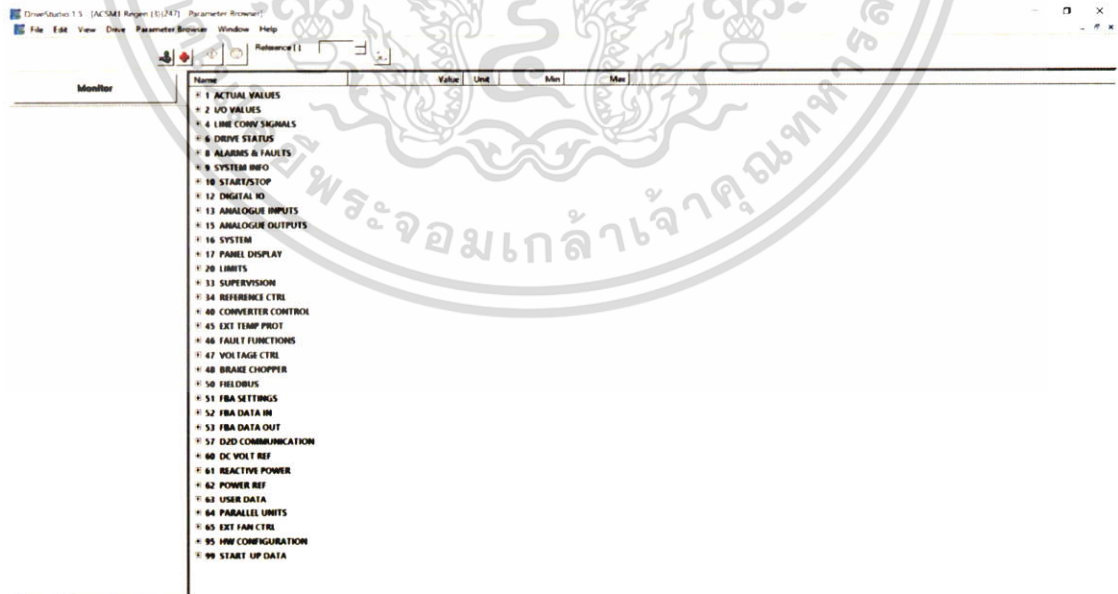 DriveStudio 1.5 - [ACSM1 Regen {1}{247} Parameter Browser]
File Edit View Drive Parameter Browser Window Help
Reference [ ]
Monitor
Name Value Unit Min Max
1 ACTUAL VALUES
2 I/O VALUES
4 LINE CONV SIGNALS
6 DRIVE STATUS
8 ALARMS & FAULTS
9 SYSTEM INFO
10 START/STOP
12 DIGITAL IO
13 ANALOGUE INPUTS
15 ANALOGUE OUTPUTS
16 SYSTEM
17 PANEL DISPLAY
20 LIMITS
33 SUPERVISION
34 REFERENCE CTRL
40 CONVERTER CONTROL
45 EXT TEMP PROT
46 FAULT FUNCTIONS
47 VOLTAGE CTRL
48 BRAKE CHOPPER
50 FIELDBUS
51 FBA SETTINGS
52 FBA DATA IN
53 FBA DATA OUT
57 D2D COMMUNICATION
60 DC VOLT REF
61 REACTIVE POWER
62 POWER REF
63 USER DATA
64 PARALLEL UNITS
65 EXT FAN CTRL
95 HW CONFIGURATION
99 START UP DATA